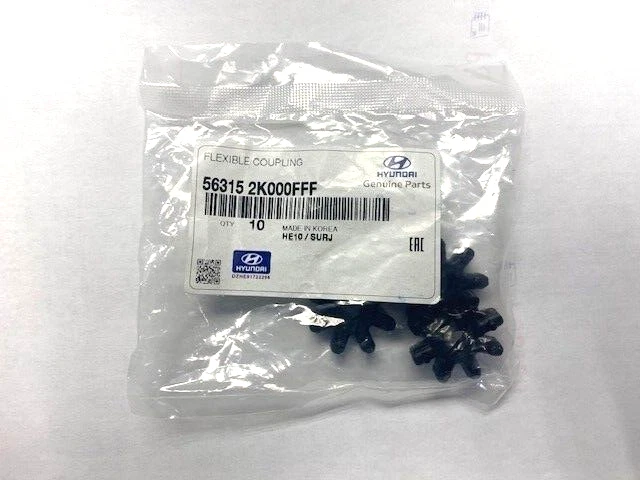 FLEXIBLE COUPLING
HYUNDAI
Genuine Parts
56315 2K000FFF
QTY 10 MADE IN KOREA
HE10 / SURJ
EAC
HYUNDAI